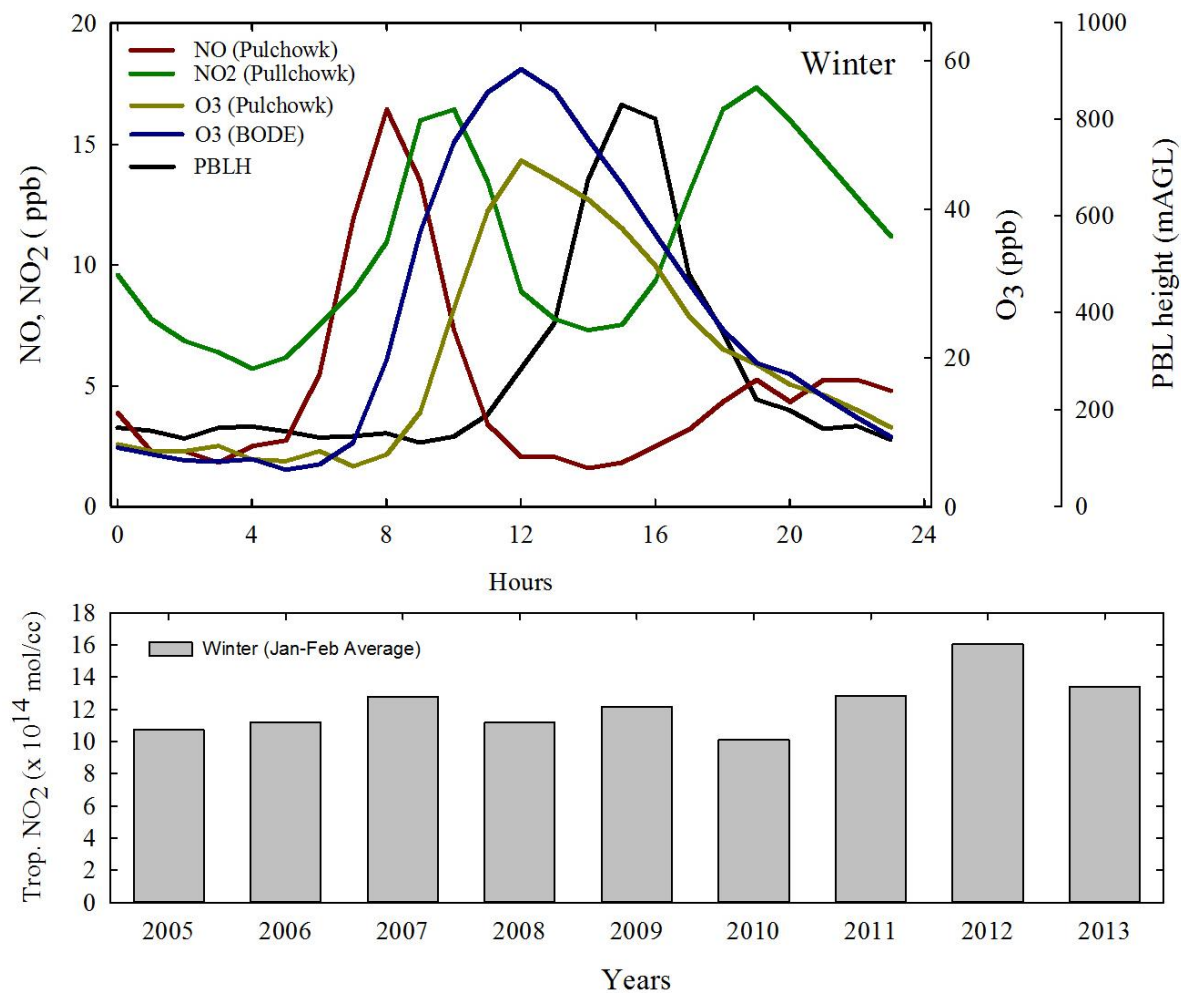 Winter
NO (Pulchowk)
NO2 (Pullchowk)
O3 (Pulchowk)
O3 (BODE)
PBLH
NO, NO2 ( ppb)
20
15
10
5
0
O3 (ppb)
60
40
20
0
PBL height (mAGL)
1000
800
600
400
200
0
0 4 8 12 16 20 24
Hours
Winter (Jan-Feb Average)
Trop. NO2 (x 10^14 mol/cc)
18
16
14
12
10
8
6
4
2
0
2005 2006 2007 2008 2009 2010 2011 2012 2013
Years